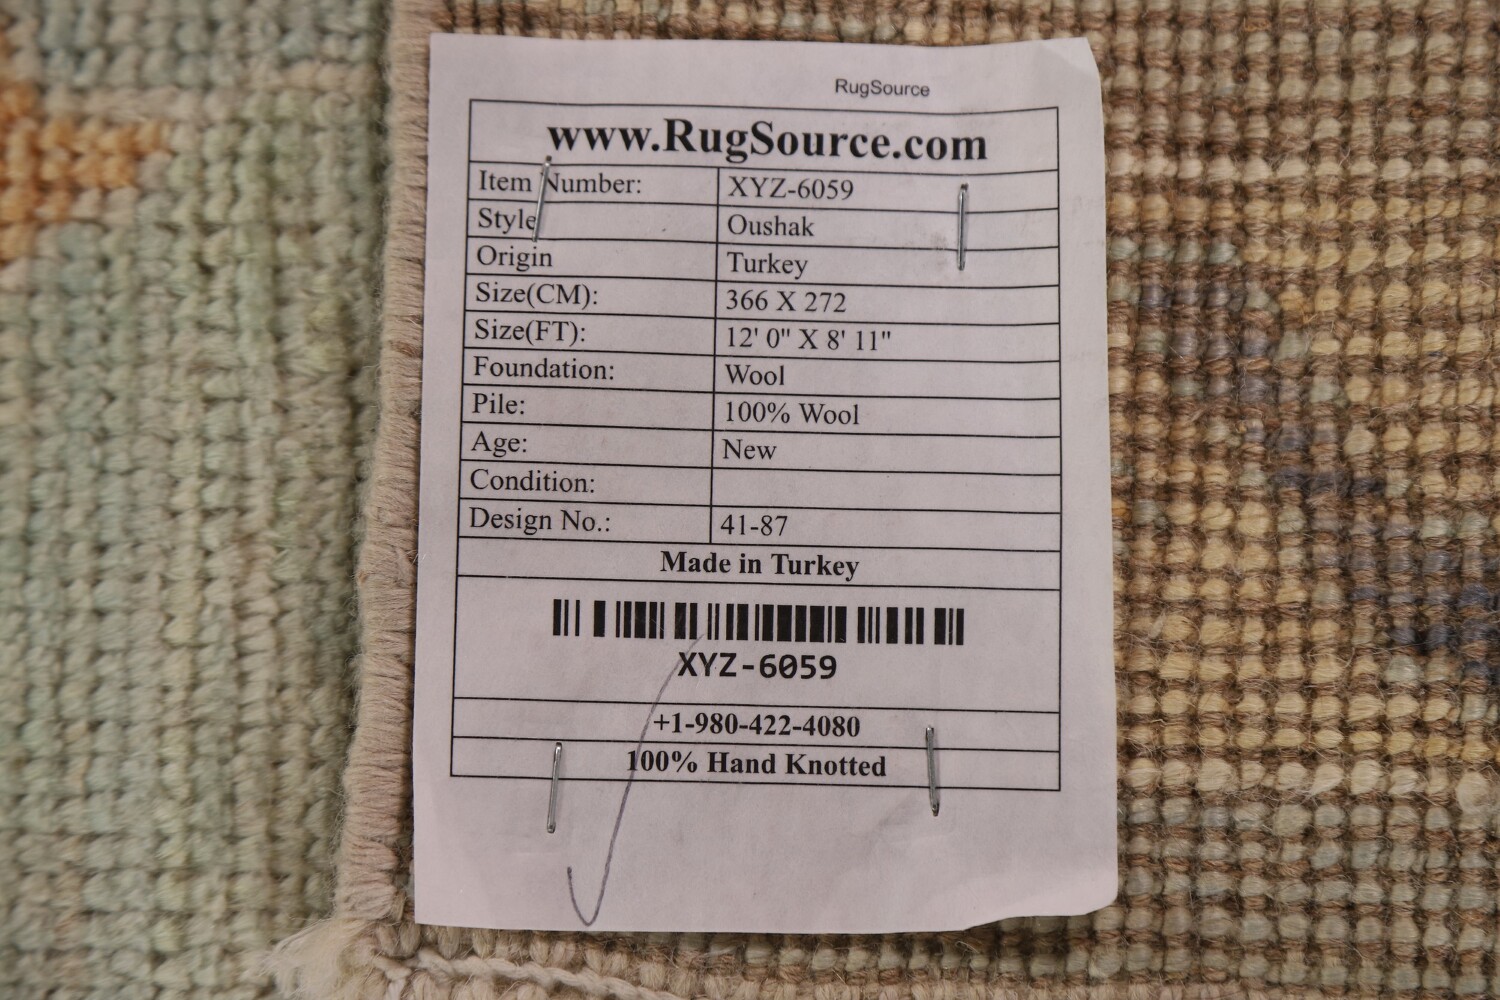 RugSource
www.RugSource.com
Item Number: XYZ-6059
Style Oushak
Origin Turkey
Size(CM): 366 X 272
Size(FT): 12' 0" X 8' 11"
Foundation: Wool
Pile: 100% Wool
Age: New
Condition:
Design No.: 41-87
Made in Turkey
XYZ-6059
+1-980-422-4080
100% Hand Knotted